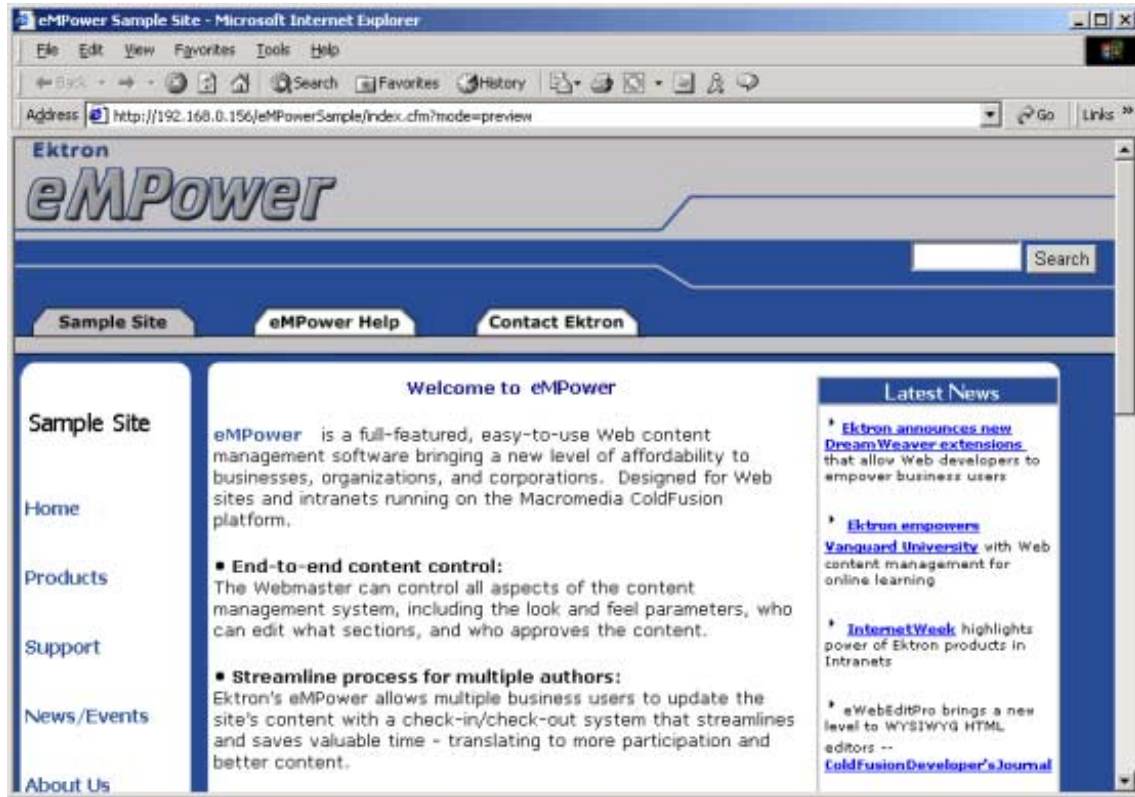 eMPower Sample Site - Microsoft Internet Explorer
File Edit View Favorites Tools Help
Back Search Favorites History
Address http://192.168.0.156/eMPowerSample/index.cfm?mode=preview Go Links »
Ektron
eMPower
Search
Sample Site eMPower Help Contact Ektron
Sample Site
Home
Products
Support
News/Events
About Us
Welcome to eMPower
eMPower is a full-featured, easy-to-use Web content
management software bringing a new level of affordability to
businesses, organizations, and corporations. Designed for Web
sites and intranets running on the Macromedia ColdFusion
platform.
• End-to-end content control:
The Webmaster can control all aspects of the content
management system, including the look and feel parameters, who
can edit what sections, and who approves the content.
• Streamline process for multiple authors:
Ektron's eMPower allows multiple business users to update the
site's content with a check-in/check-out system that streamlines
and saves valuable time - translating to more participation and
better content.
Latest News
Ektron announces new
DreamWeaver extensions
that allow Web developers to
empower business users
Ektron empowers
Vanguard University with Web
content management for
online learning
InternetWeek highlights
power of Ektron products in
Intranets
eWebEditPro brings a new
level to WYSIWYG HTML
editors --
ColdFusionDeveloper'sJournal